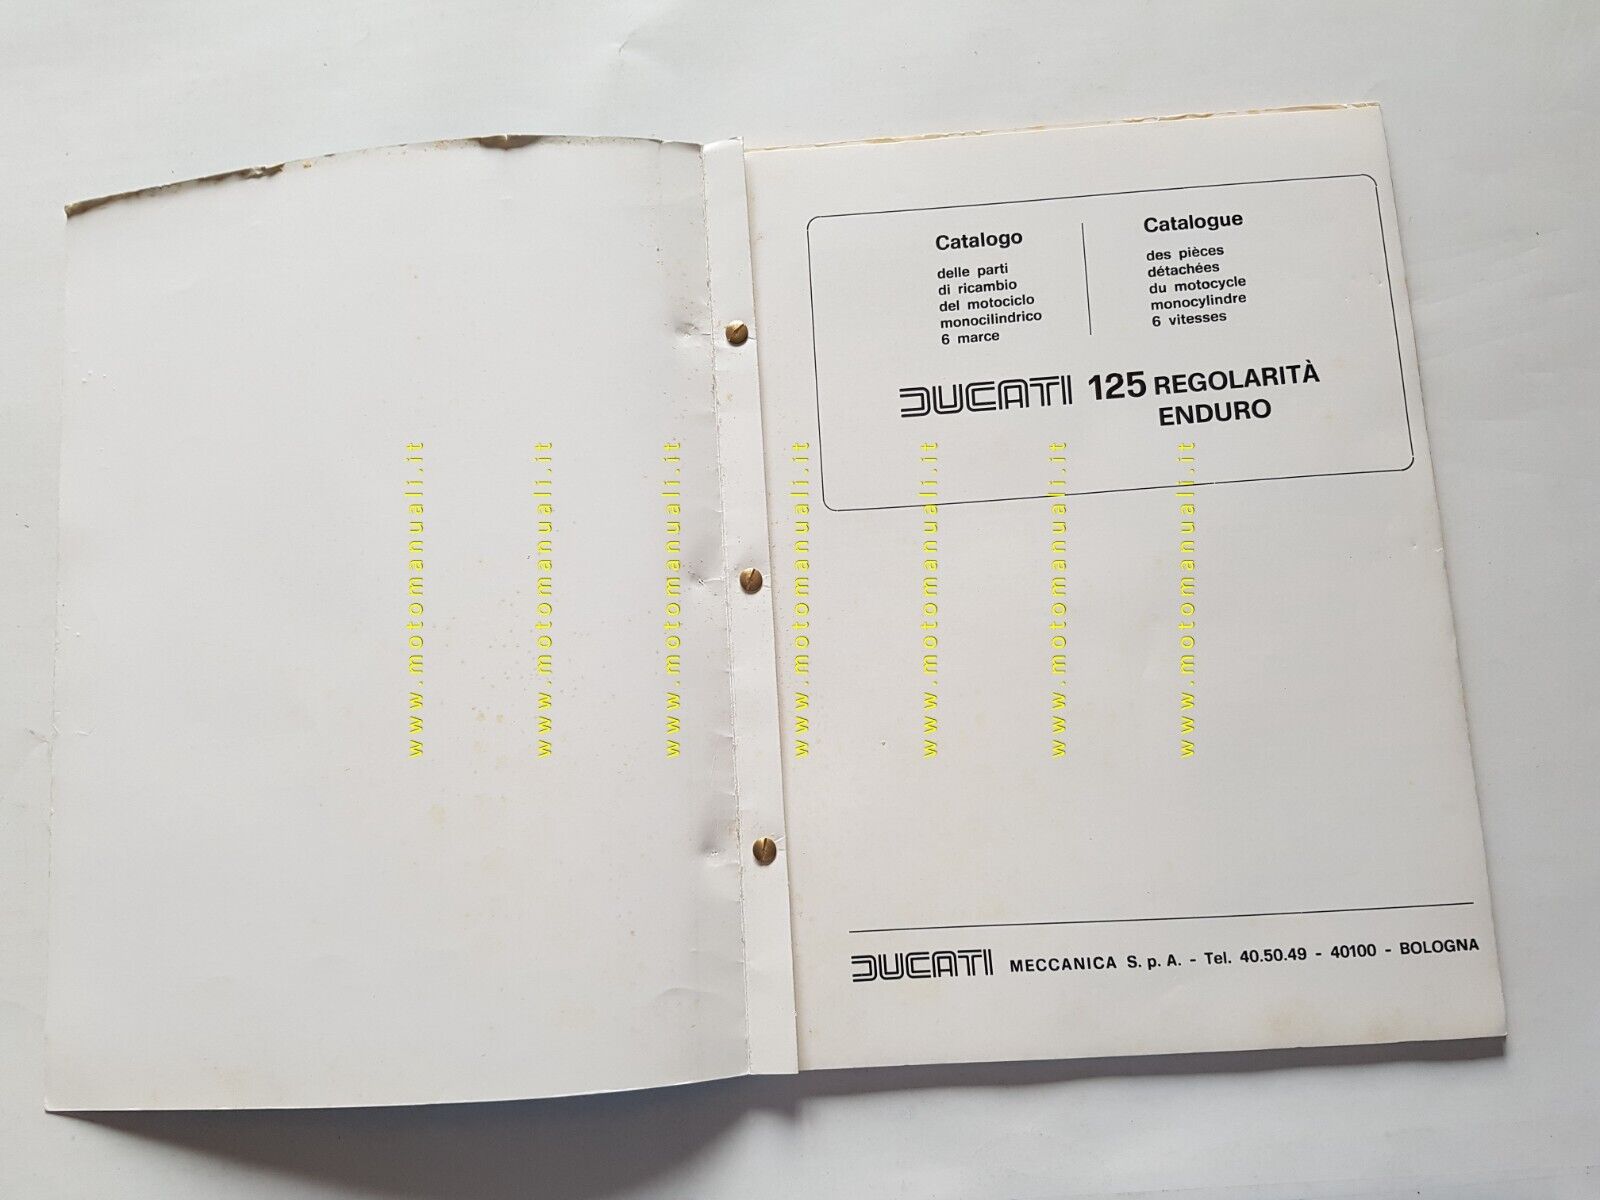 Catalogo
delle parti
di ricambio
del motociclo
monocilindrico
6 marce
Catalogue
des pièces
détachées
du motocycle
monocylindre
6 vitesses
DUCATI 125 REGOLARITÀ
ENDURO
www.motomanuali.it
www.motomanuali.it
www.motomanuali.it
www.motomanuali.it
www.motomanuali.it
www.motomanuali.it
www.motomanuali.it
DUCATI MECCANICA S.p.A. - Tel. 40.50.49 - 40100 - BOLOGNA